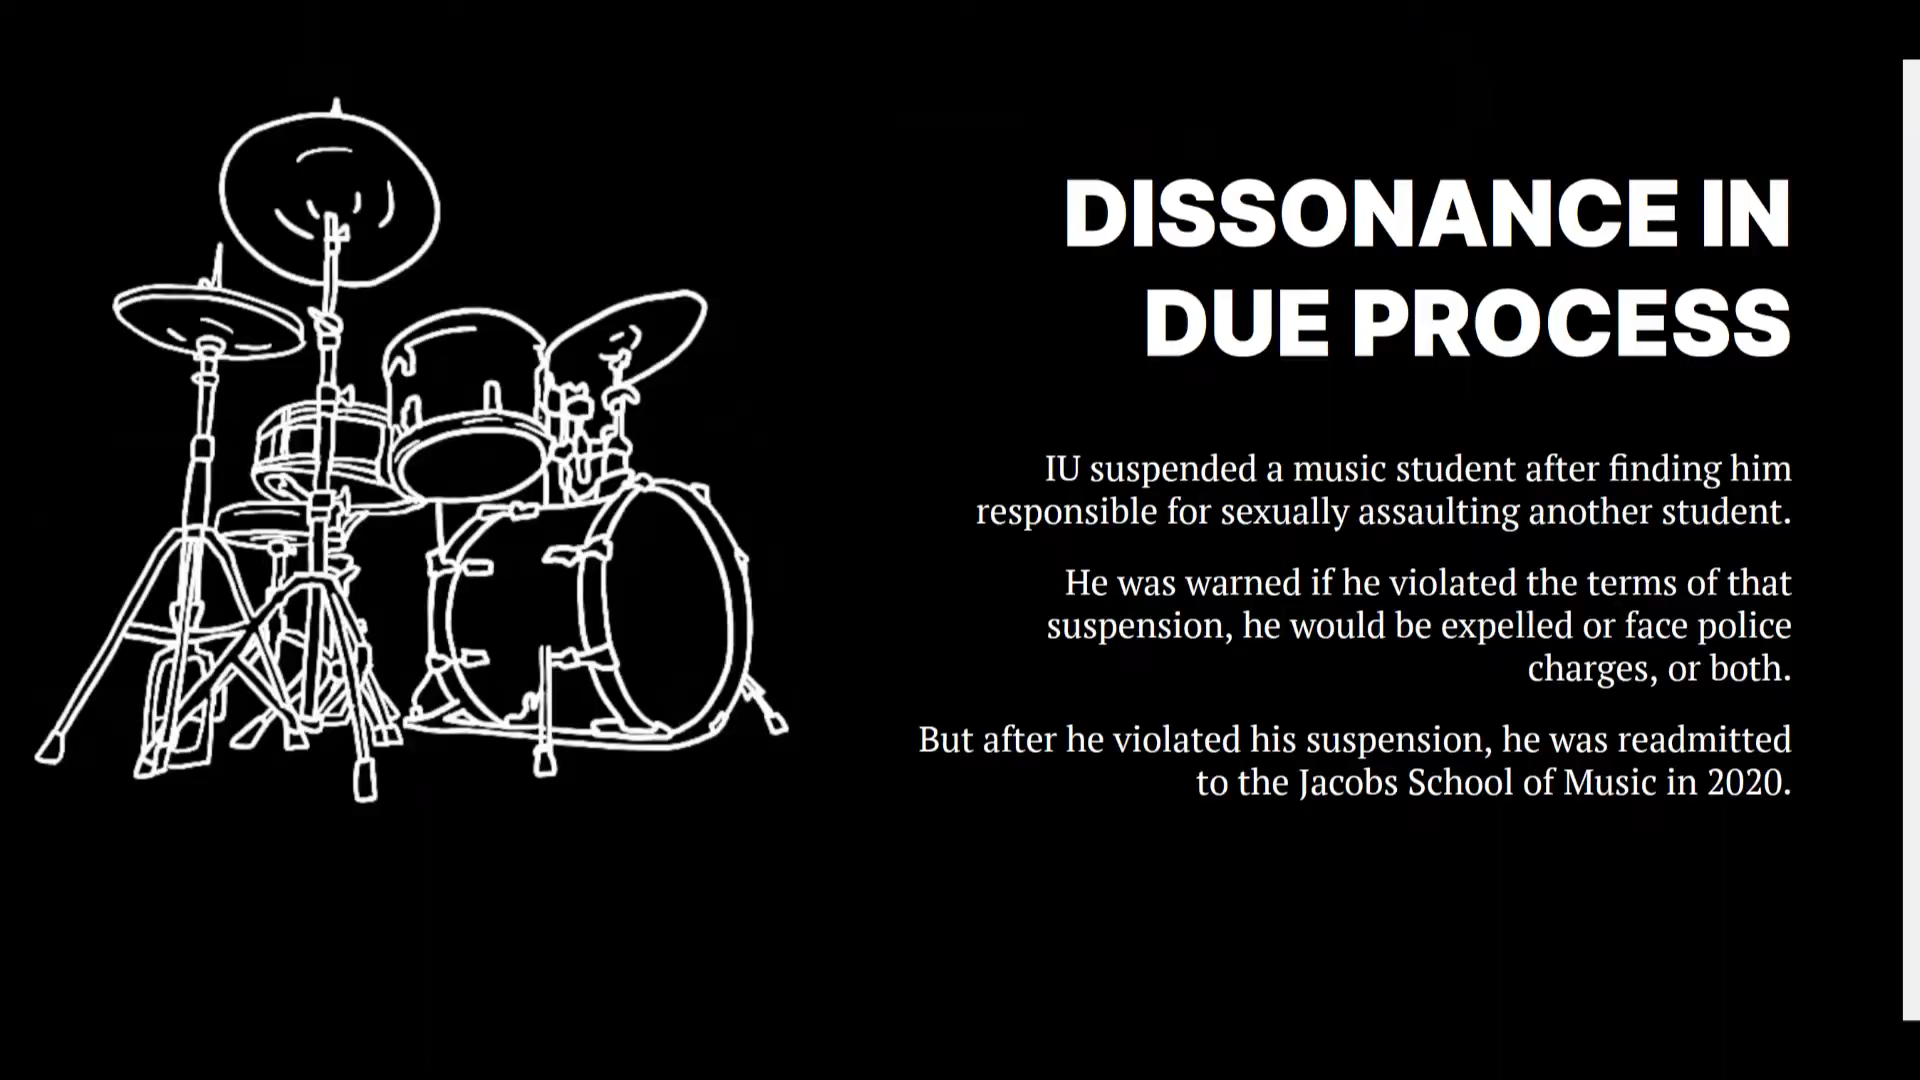 DISSONANCE IN
DUE PROCESS
IU suspended a music student after finding him
responsible for sexually assaulting another student.
He was warned if he violated the terms of that
suspension, he would be expelled or face police
charges, or both.
But after he violated his suspension, he was readmitted
to the Jacobs School of Music in 2020.